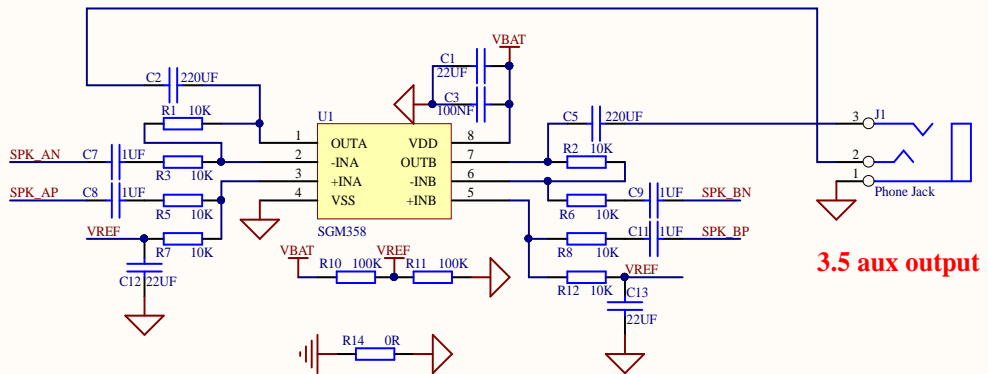 VBAT
C1
22UF
C2 220UF
C3
100NF
R1 10K
U1
C5 220UF
3 J1
1 OUTA VDD 8
SPK_AN C7 1UF 2 -INA OUTB 7 R2 10K
R3 10K
2
SPK_AP C8 1UF 3 +INA -INB 6
1
Phone Jack
R5 10K 4 VSS +INB 5
R6 10K C9 1UF SPK_BN
VREF
SGM358
R7 10K
R8 10K C11 1UF SPK_BP
C12 22UF
VBAT R10 100K VREF R11 100K
R12 10K VREF
C13
22UF
3.5 aux output
R14 0R